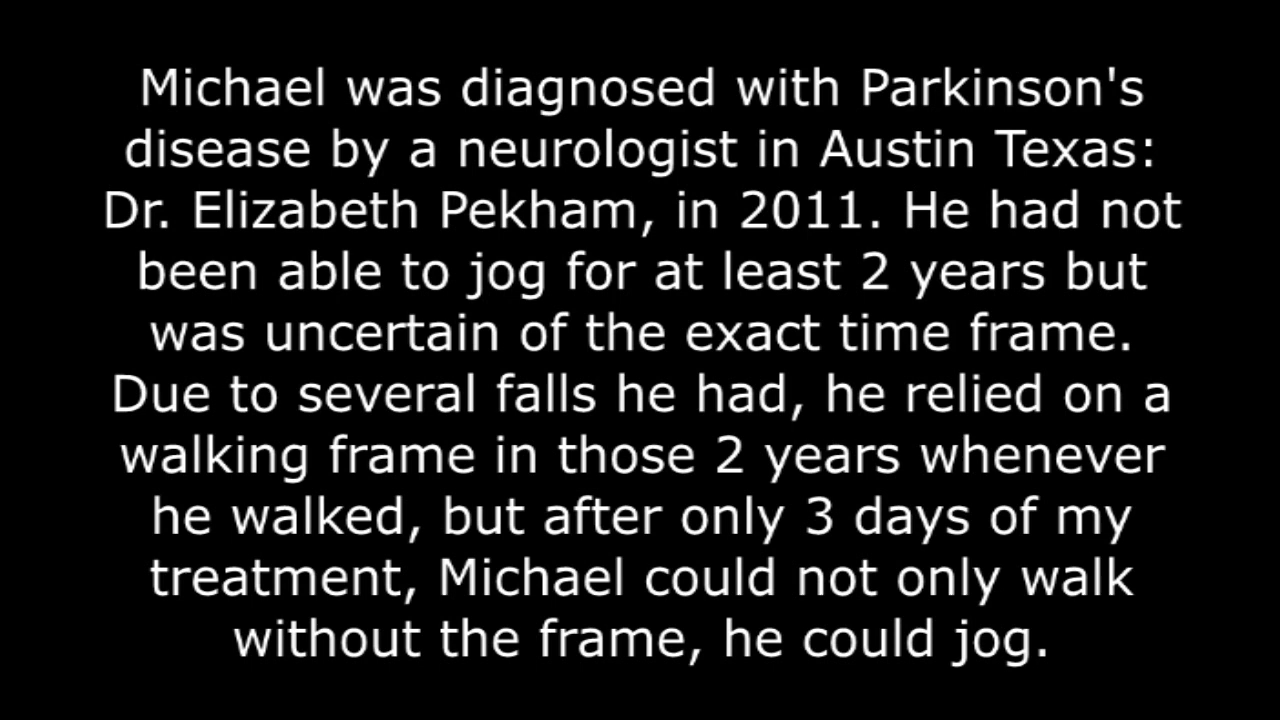 Michael was diagnosed with Parkinson's
disease by a neurologist in Austin Texas:
Dr. Elizabeth Pekham, in 2011. He had not
been able to jog for at least 2 years but
was uncertain of the exact time frame.
Due to several falls he had, he relied on a
walking frame in those 2 years whenever
he walked, but after only 3 days of my
treatment, Michael could not only walk
without the frame, he could jog.